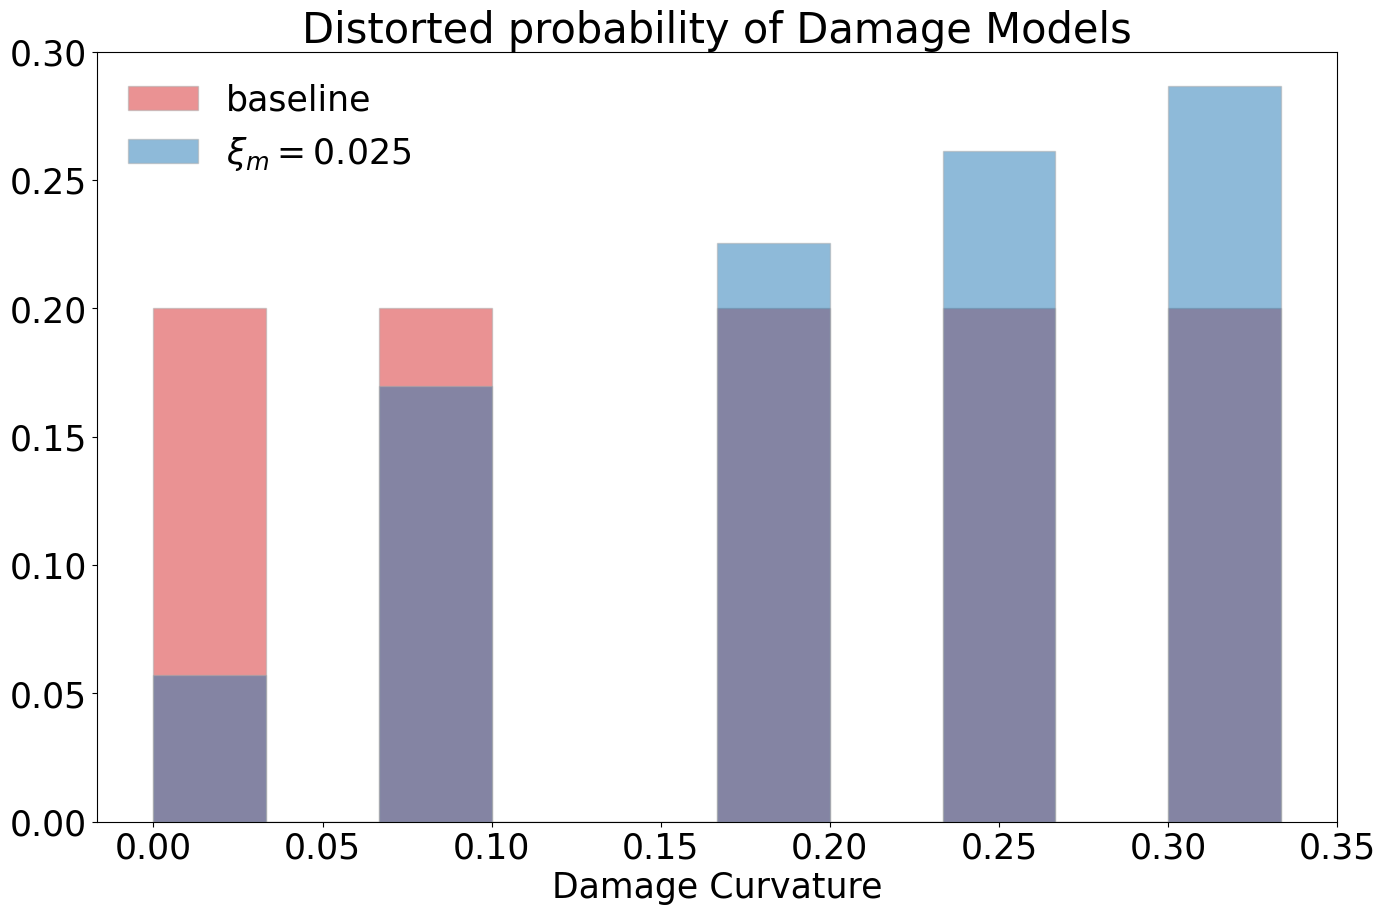 Distorted probability of Damage Models
0.30
0.25
0.20
0.15
0.10
0.05
0.00
baseline
ξₘ = 0.025
0.00 0.05 0.10 0.15 0.20 0.25 0.30 0.35
Damage Curvature